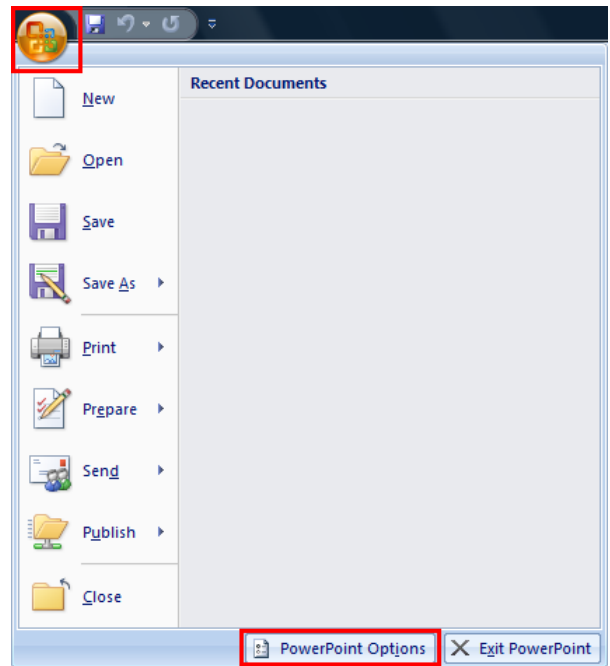 Recent Documents
New
Open
Save
Save As
Print
Prepare
Send
Publish
Close
PowerPoint Options
Exit PowerPoint